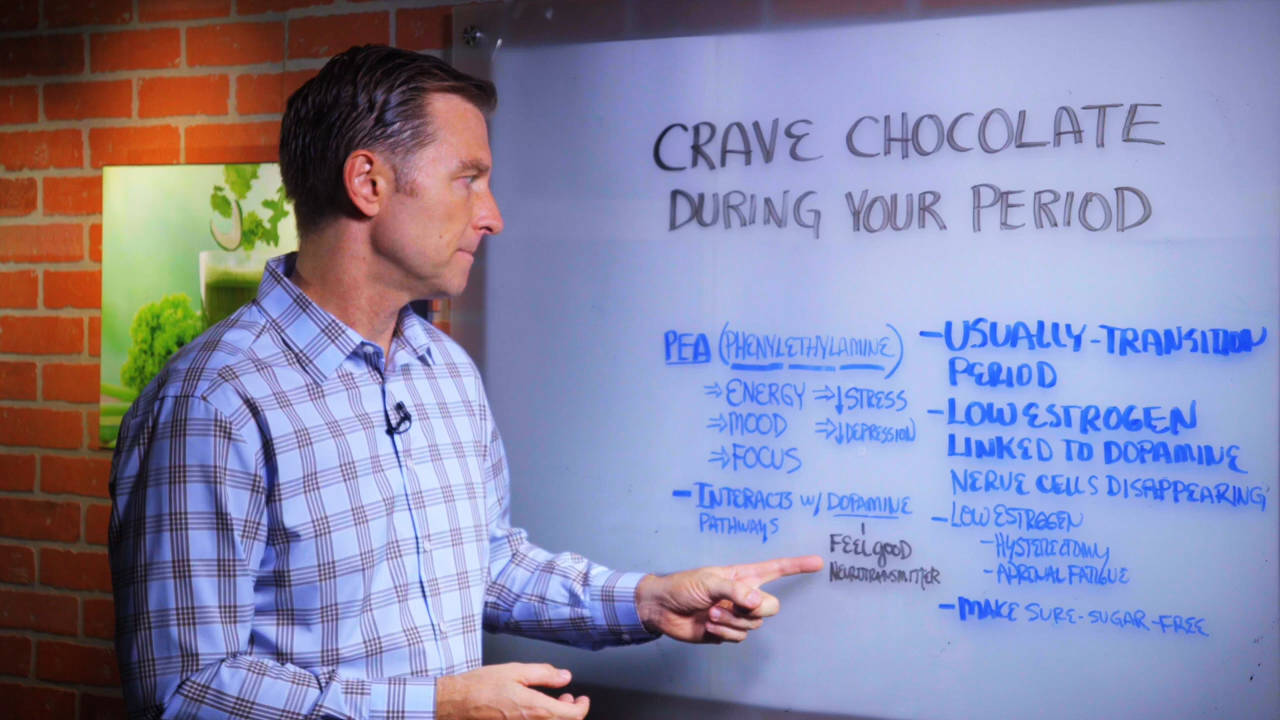 CRAVE CHOCOLATE
DURING YOUR PERIOD
PEA (PHENYLETHYLAMINE)
⇒ ENERGY ⇒ ↓ STRESS
⇒ MOOD ⇒ ↓ DEPRESSION
⇒ FOCUS
- INTERACTS W/ DOPAMINE
PATHWAYS
FEEL GOOD
NEUROTRANSMITTER
- USUALLY - TRANSITION
PERIOD
- LOW ESTROGEN
LINKED TO DOPAMINE
NERVE CELLS DISAPPEARING
- LOW ESTROGEN
- HYSTERECTOMY
- ADRENAL FATIGUE
- MAKE SURE - SUGAR-FREE